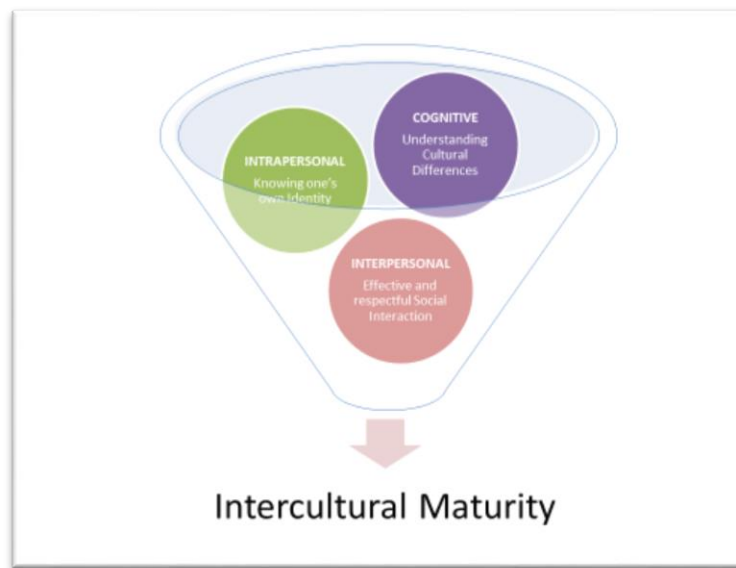 COGNITIVE
Understanding
Cultural
Differences
INTRAPERSONAL
Knowing one's
own Identity
INTERPERSONAL
Effective and
respectful Social
Interaction
Intercultural Maturity